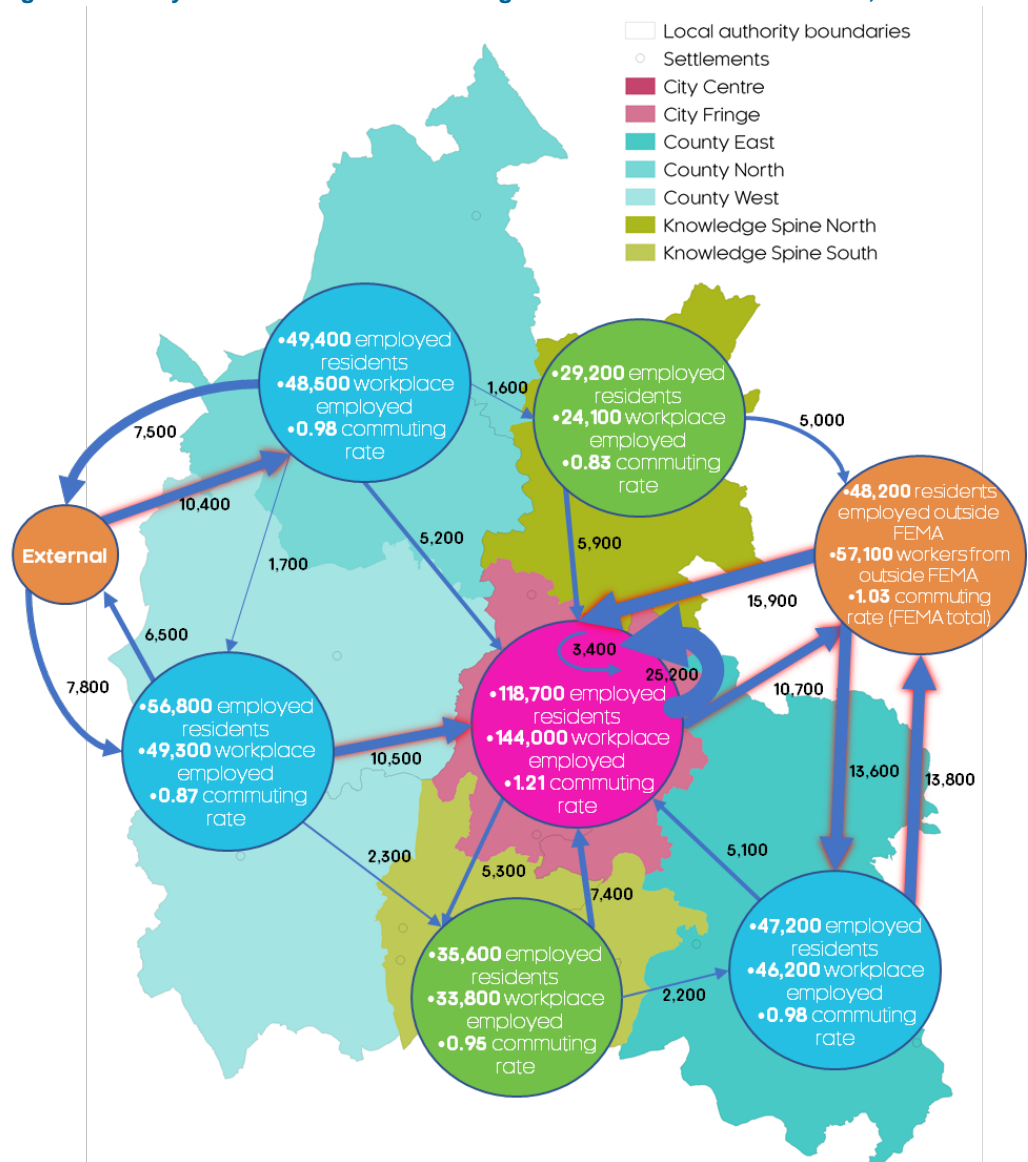 Local authority boundaries
Settlements
City Centre
City Fringe
County East
County North
County West
Knowledge Spine North
Knowledge Spine South
•49,400 employed
residents
•48,500 workplace
employed
•0.98 commuting
rate
1,600
•29,200 employed
residents
•24,100 workplace
employed
•0.83 commuting
rate
5,000
7,500
10,400
External
1,700
5,200
5,900
•48,200 residents
employed outside
FEMA
•57,100 workers from
outside FEMA
•1.03 commuting
rate (FEMA total)
15,900
6,500
7,800
3,400
25,200
10,700
•56,800 employed
residents
•49,300 workplace
employed
•0.87 commuting
rate
10,500
•118,700 employed
residents
•144,000 workplace
employed
•1.21 commuting
rate
13,600
13,800
2,300
5,300
7,400
5,100
•35,600 employed
residents
•33,800 workplace
employed
•0.95 commuting
rate
2,200
•47,200 employed
residents
•46,200 workplace
employed
•0.98 commuting
rate